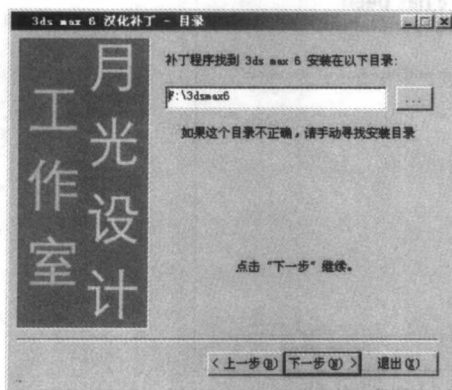 3ds max 6 汉化补丁 - 目录
月光设计
工作室
补丁程序找到 3ds max 6 安装在以下目录:
F:\3dsmax6
...
如果这个目录不正确，请手动寻找安装目录
点击 "下一步" 继续。
< 上一步(B)
下一步(N) >
退出(X)